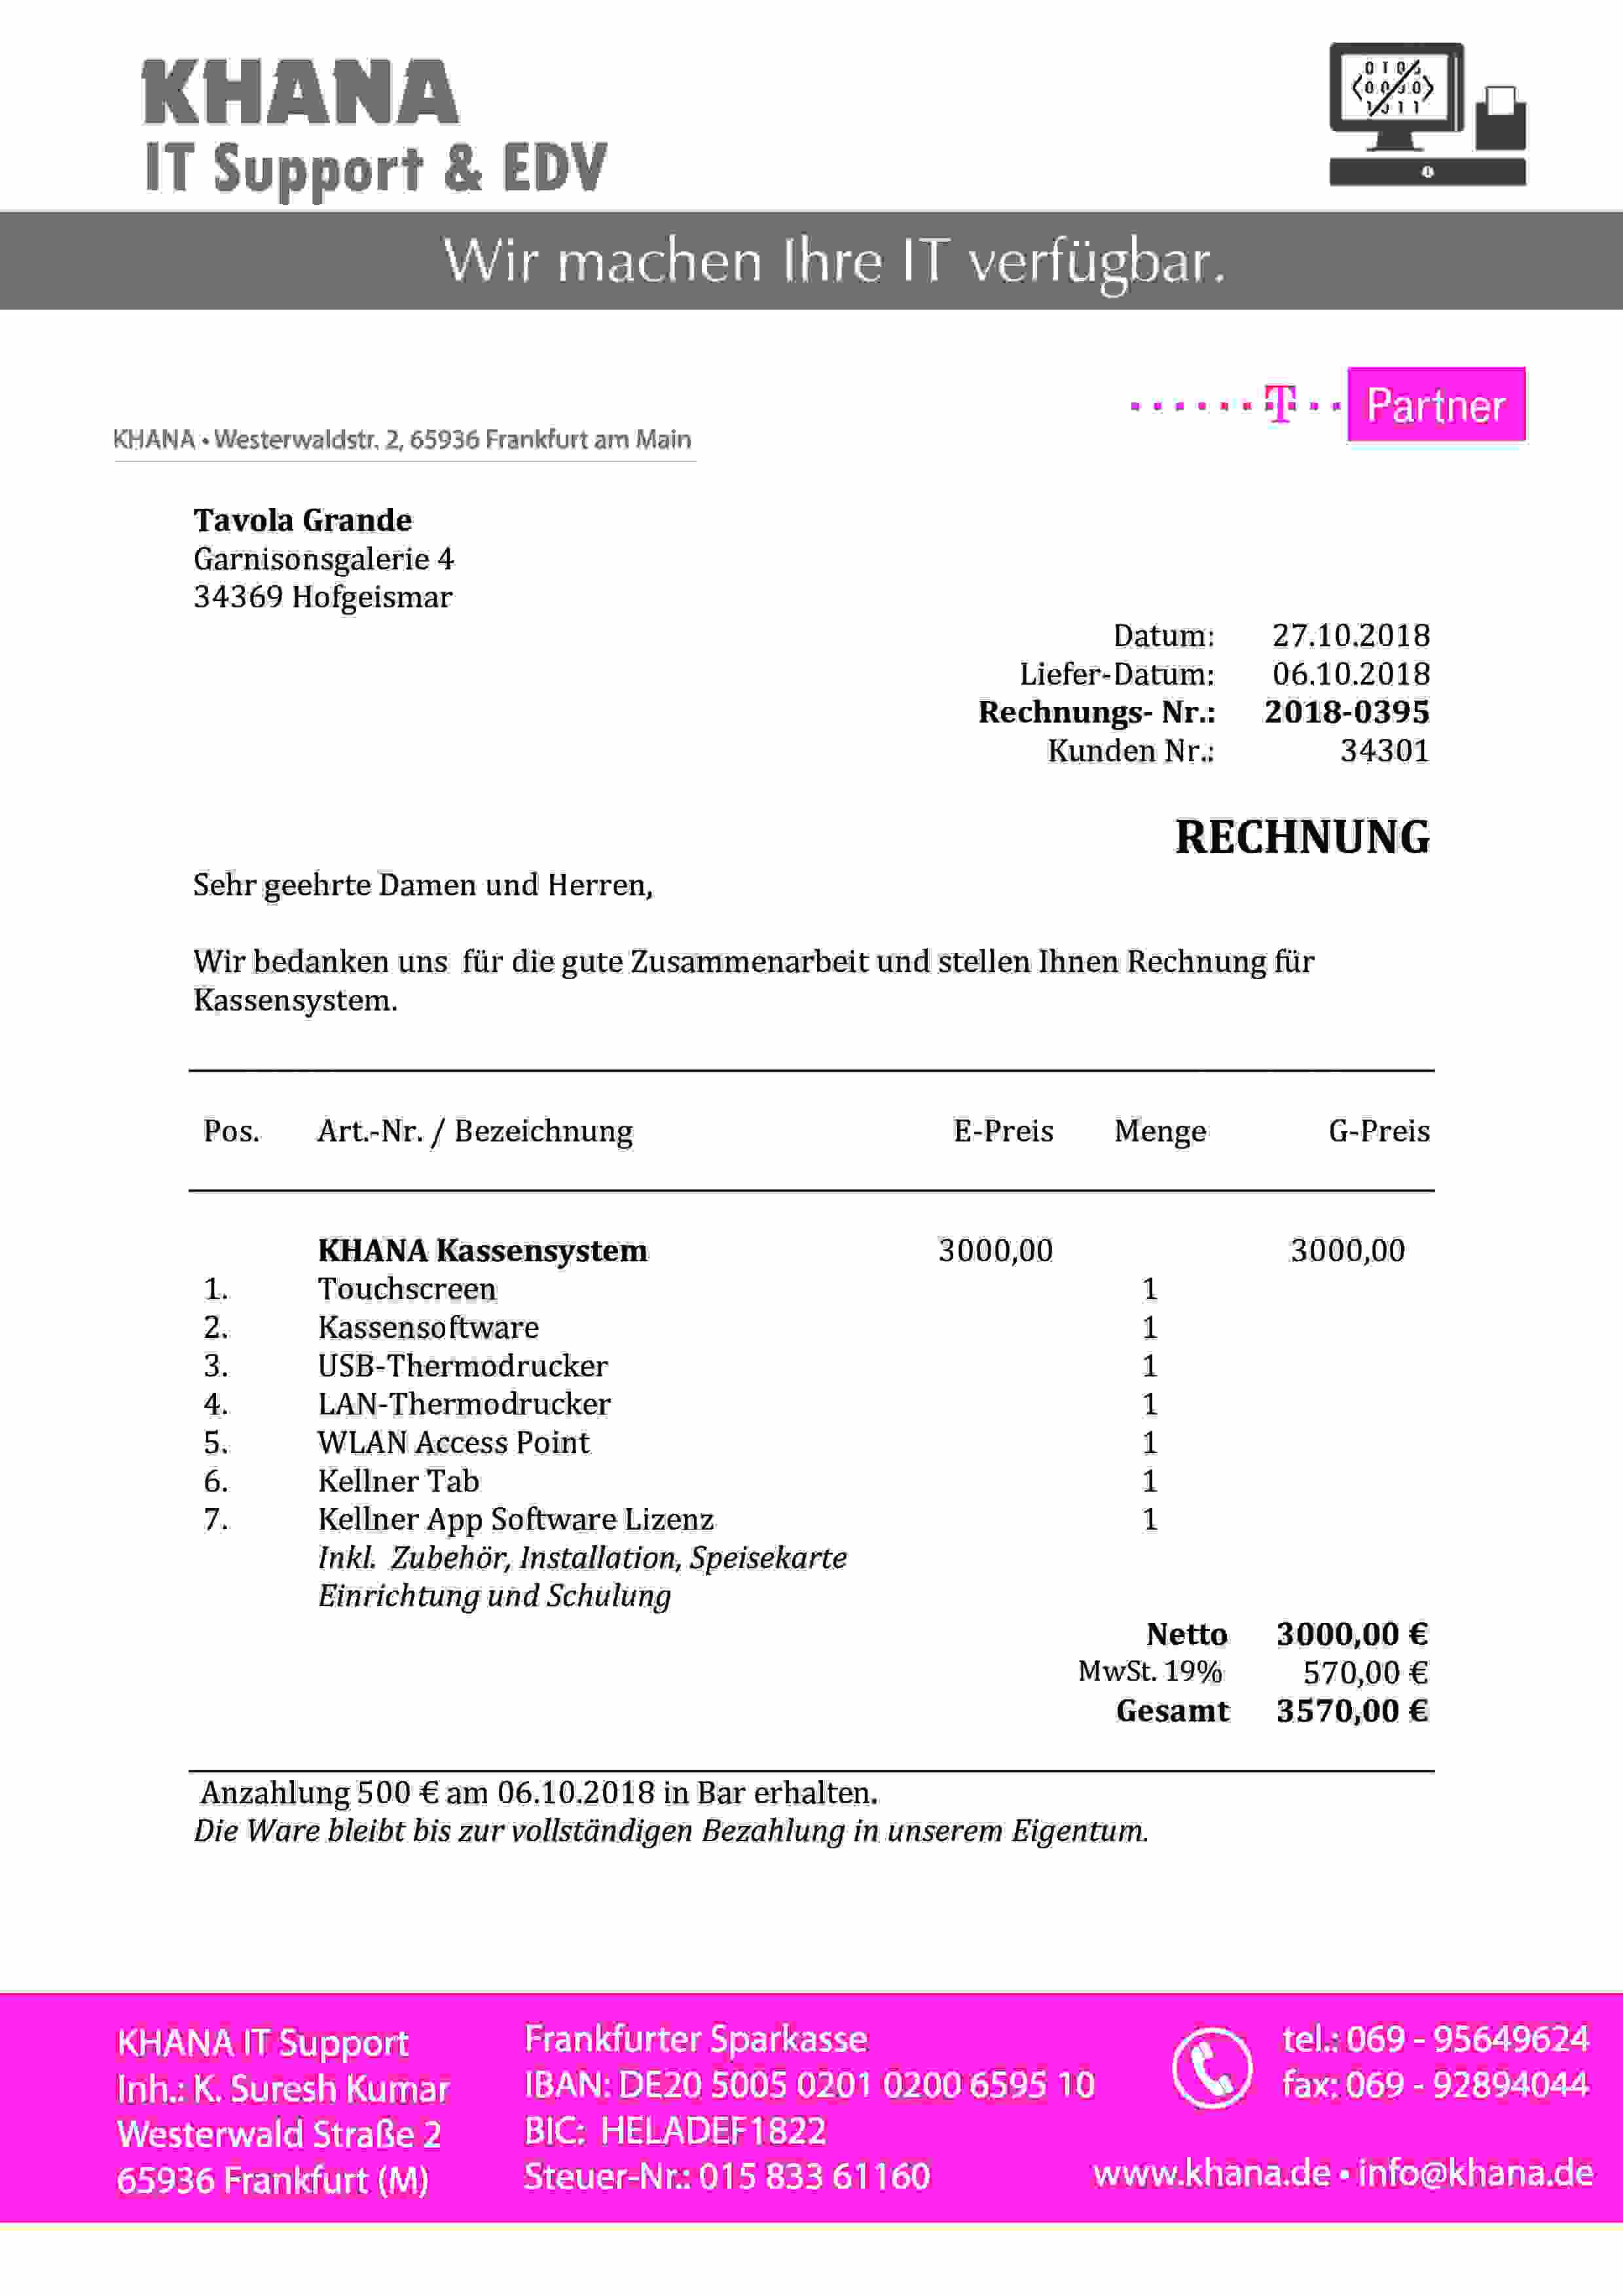 KHANA
IT Support & EDV
Wir machen Ihre IT verfügbar.
T Partner
KHANA • Westerwaldstr. 2, 65936 Frankfurt am Main
Tavola Grande
Garnisonsgalerie 4
34369 Hofgeismar
Datum: 27.10.2018
Liefer-Datum: 06.10.2018
Rechnungs- Nr.: 2018-0395
Kunden Nr.: 34301
RECHNUNG
Sehr geehrte Damen und Herren,
Wir bedanken uns für die gute Zusammenarbeit und stellen Ihnen Rechnung für
Kassensystem.
Pos. Art.-Nr. / Bezeichnung E-Preis Menge G-Preis
KHANA Kassensystem 3000,00 3000,00
1. Touchscreen 1
2. Kassensoftware 1
3. USB-Thermodrucker 1
4. LAN-Thermodrucker 1
5. WLAN Access Point 1
6. Kellner Tab 1
7. Kellner App Software Lizenz 1
Inkl. Zubehör, Installation, Speisekarte
Einrichtung und Schulung
Netto 3000,00 €
MwSt. 19% 570,00 €
Gesamt 3570,00 €
Anzahlung 500 € am 06.10.2018 in Bar erhalten.
Die Ware bleibt bis zur vollständigen Bezahlung in unserem Eigentum.
KHANA IT Support
Inh.: K. Suresh Kumar
Westerwald Straße 2
65936 Frankfurt (M)
Frankfurter Sparkasse
IBAN: DE20 5005 0201 0200 6595 10
BIC: HELADEF1822
Steuer-Nr.: 015 833 61160
tel.: 069 - 95649624
fax: 069 - 92894044
www.khana.de • info@khana.de